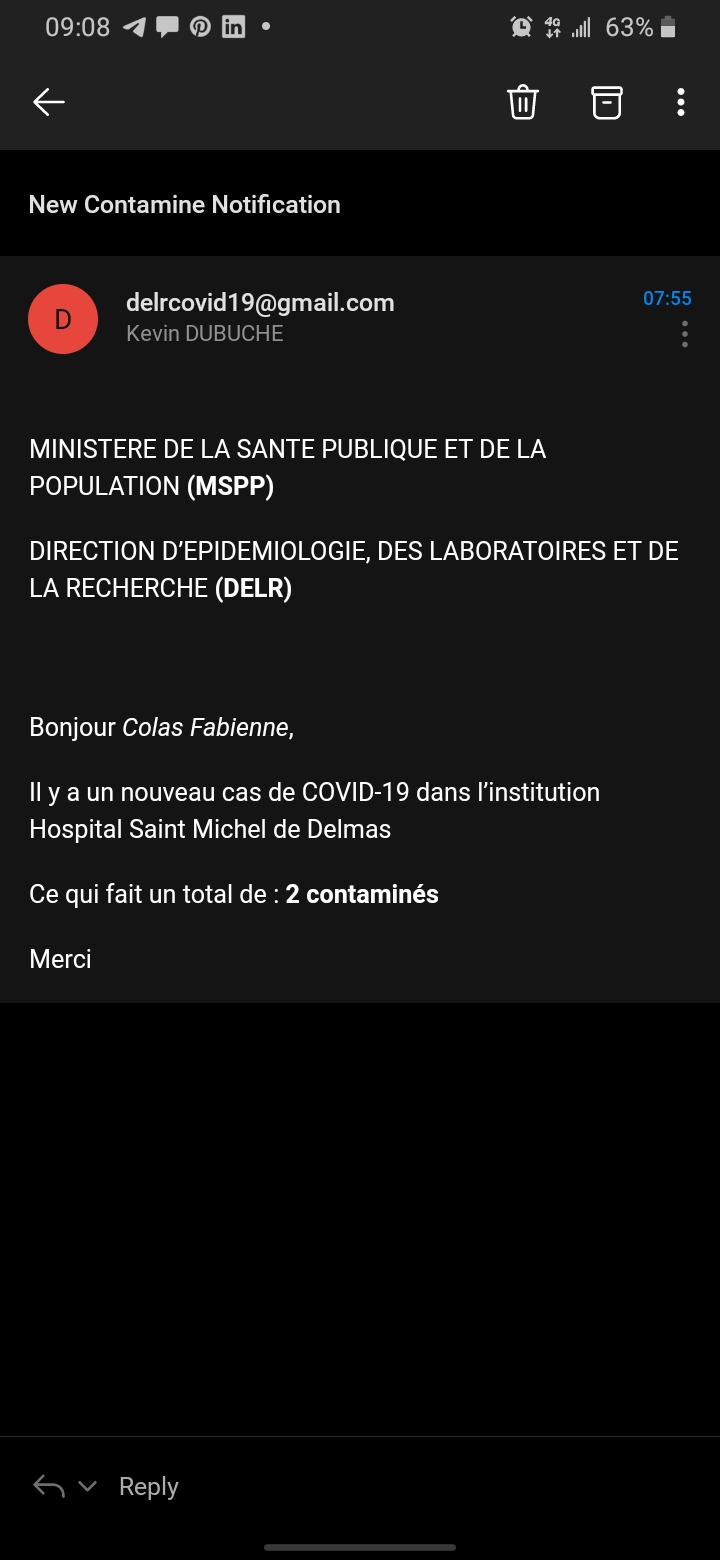 09:08
4G
63%
New Contamine Notification
D
delrcovid19@gmail.com
07:55
Kevin DUBUCHE
MINISTERE DE LA SANTE PUBLIQUE ET DE LA
POPULATION (MSPP)
DIRECTION D’EPIDEMIOLOGIE, DES LABORATOIRES ET DE
LA RECHERCHE (DELR)
Bonjour Colas Fabienne,
Il y a un nouveau cas de COVID-19 dans l’institution
Hospital Saint Michel de Delmas
Ce qui fait un total de : 2 contaminés
Merci
Reply